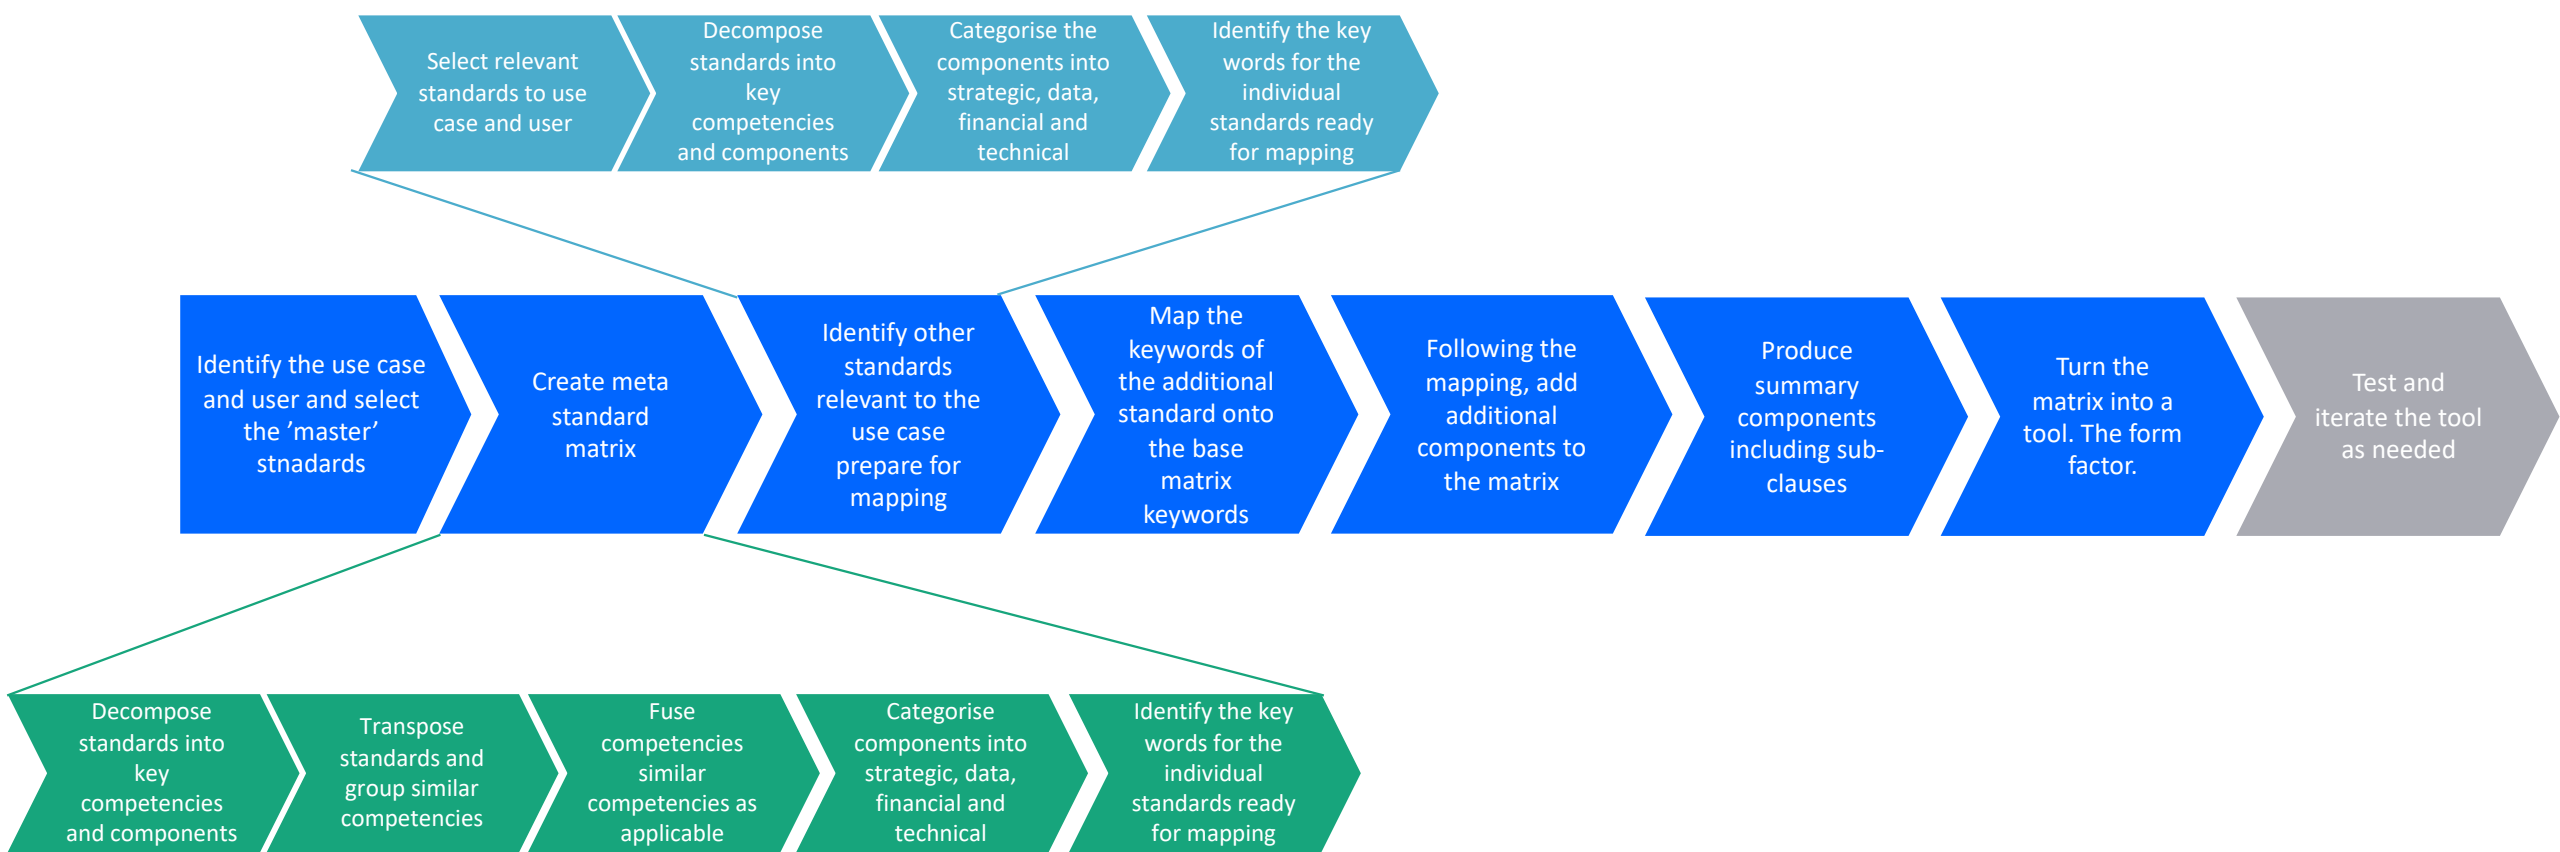 Select relevant
standards to use
case and user
Decompose
standards into
key
competencies
and components
Categorise the
components into
strategic, data,
financial and
technical
Identify the key
words for the
individual
standards ready
for mapping
Identify the use case
and user and select
the ’master’
stnadards
Create meta
standard
matrix
Identify other
standards
relevant to the
use case
prepare for
mapping
Map the
keywords of
the additional
standard onto
the base
matrix
keywords
Following the
mapping, add
additional
components to
the matrix
Produce
summary
components
including sub-
clauses
Turn the
matrix into a
tool. The form
factor.
Test and
iterate the tool
as needed
Decompose
standards into
key
competencies
and components
Transpose
standards and
group similar
competencies
Fuse
competencies
similar
competencies as
applicable
Categorise
components into
strategic, data,
financial and
technical
Identify the key
words for the
individual
standards ready
for mapping